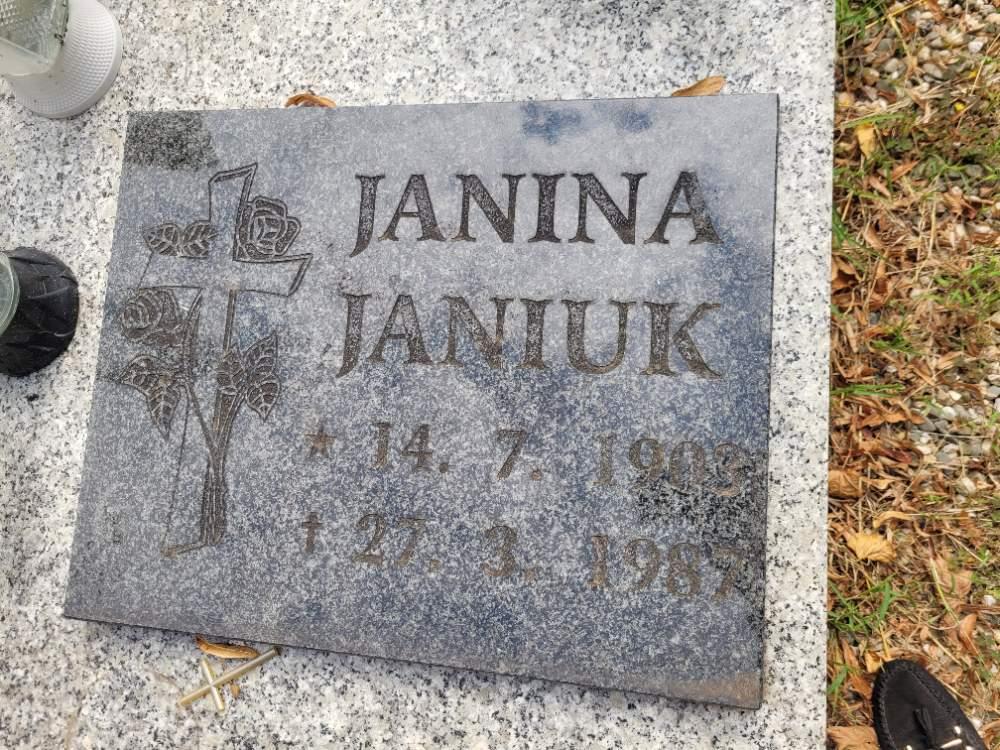 JANINA
JANIUK
* 14. 7. 1903
† 27. 3. 1987